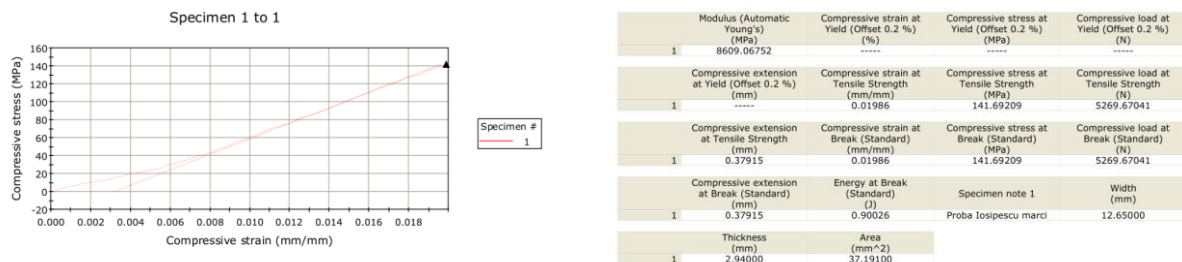 Specimen 1 to 1
160
140
120
100
80
60
40
20
0
-20
0.000 0.002 0.004 0.006 0.008 0.010 0.012 0.014 0.016 0.018
Compressive stress (MPa)
Compressive strain (mm/mm)
Specimen #
1
Modulus (Automatic Young's) (MPa)
Compressive strain at Yield (Offset 0.2 %) (%)
Compressive stress at Yield (Offset 0.2 %) (MPa)
Compressive load at Yield (Offset 0.2 %) (N)
1 8609.06752 ----- ----- -----
Compressive extension at Yield (Offset 0.2 %) (mm)
Compressive strain at Tensile Strength (mm/mm)
Compressive stress at Tensile Strength (MPa)
Compressive load at Tensile Strength (N)
1 ----- 0.01986 141.69209 5269.67041
Compressive extension at Tensile Strength (mm)
Compressive strain at Break (Standard) (mm/mm)
Compressive stress at Break (Standard) (MPa)
Compressive load at Break (Standard) (N)
1 0.37915 0.01986 141.69209 5269.67041
Compressive extension at Break (Standard) (mm)
Energy at Break (Standard) (J)
Specimen note 1
Width (mm)
1 0.37915 0.90026 Proba Iosipescu marci 12.65000
Thickness (mm)
Area (mm^2)
1 2.94000 37.19100